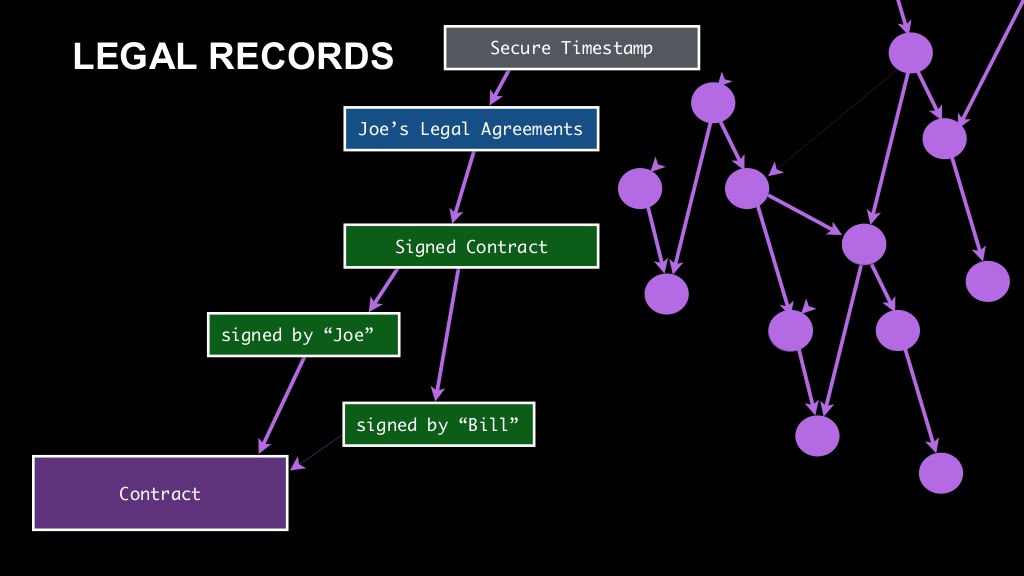 LEGAL RECORDS
Secure Timestamp
Joe’s Legal Agreements
Signed Contract
signed by “Joe”
signed by “Bill”
Contract